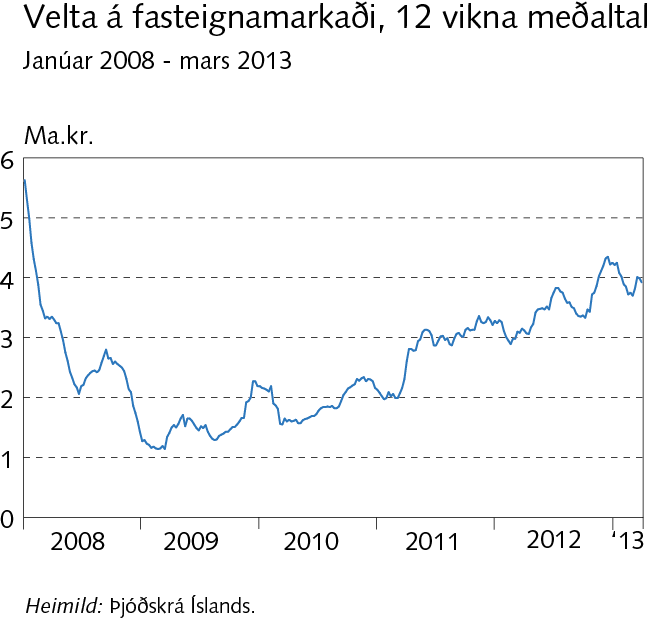 Velta á fasteignamarkaði, 12 vikna meðaltal
Janúar 2008 - mars 2013
Ma.kr.
6
5
4
3
2
1
0
2008 2009 2010 2011 2012 '13
Heimild: Þjóðskrá Íslands.